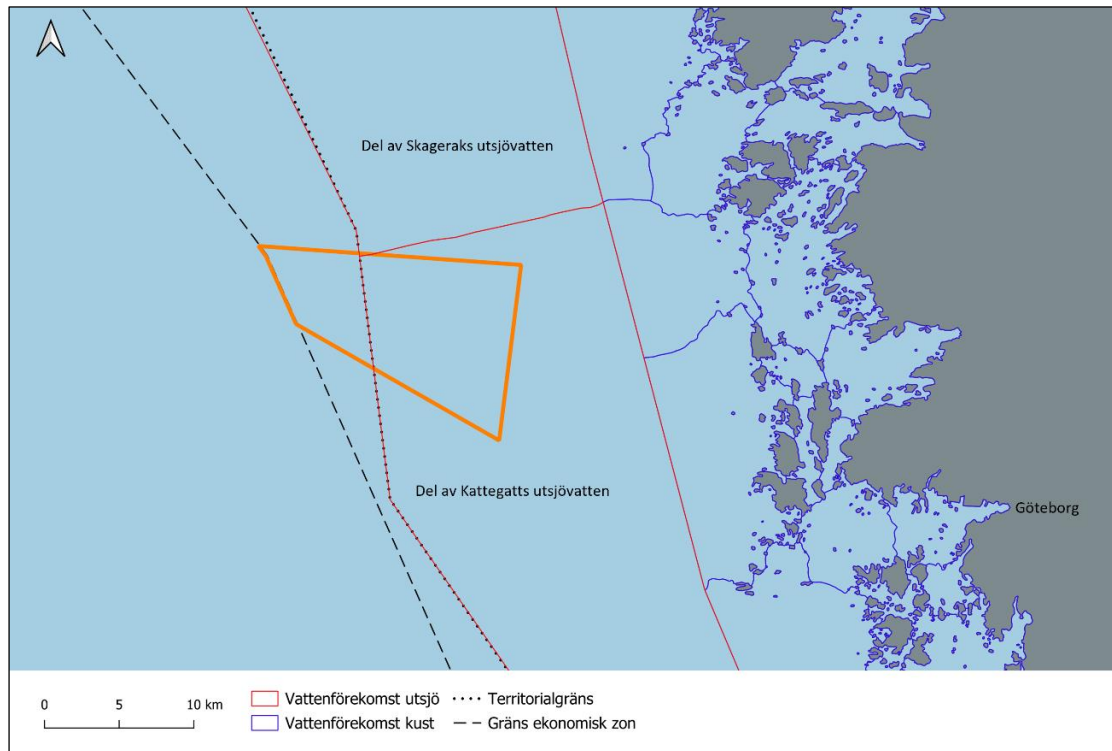 Del av Skageraks utsjövatten
Del av Kattegatts utsjövatten
Göteborg
0 5 10 km
Vattenförekomst utsjö
Territorialgräns
Vattenförekomst kust
Gräns ekonomisk zon